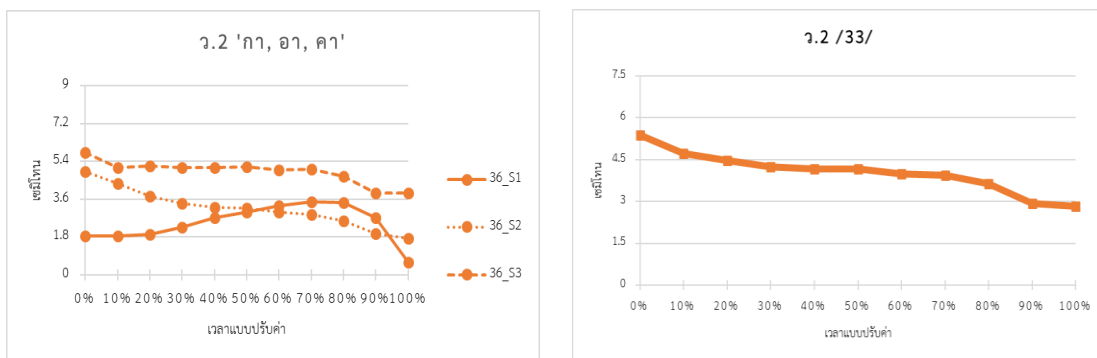 ว.2 'กา, อา, คา'
เซมิโทน
9
7.2
5.4
3.6
1.8
0
0% 10% 20% 30% 40% 50% 60% 70% 80% 90% 100%
เวลาแบบปรับค่า
36_S1
36_S2
36_S3
ว.2 /33/
เซมิโทน
7.5
6
4.5
3
1.5
0
0% 10% 20% 30% 40% 50% 60% 70% 80% 90% 100%
เวลาแบบปรับค่า